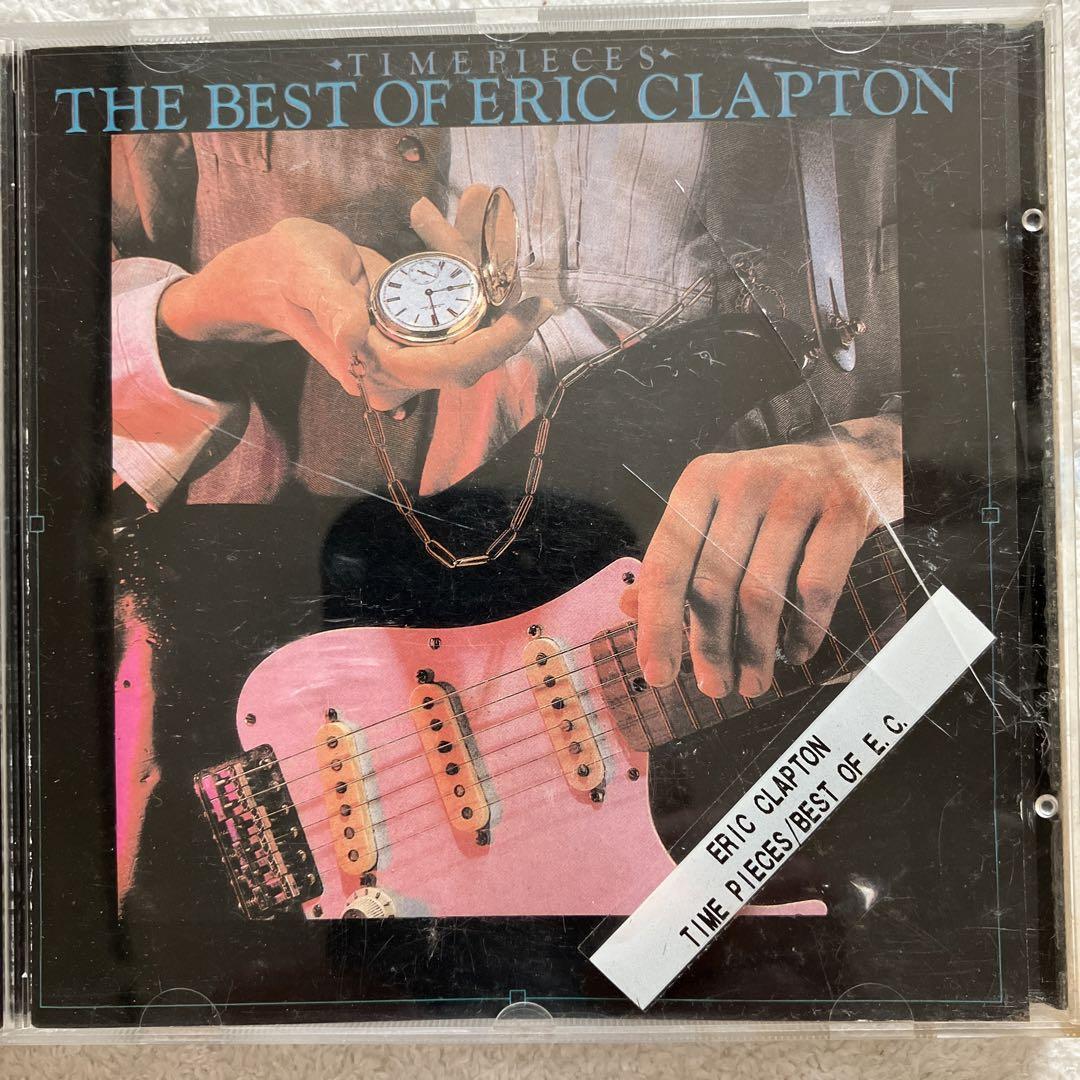 TIMEPIECES
THE BEST OF ERIC CLAPTON
ERIC CLAPTON
TIME PIECES/BEST OF E.C.